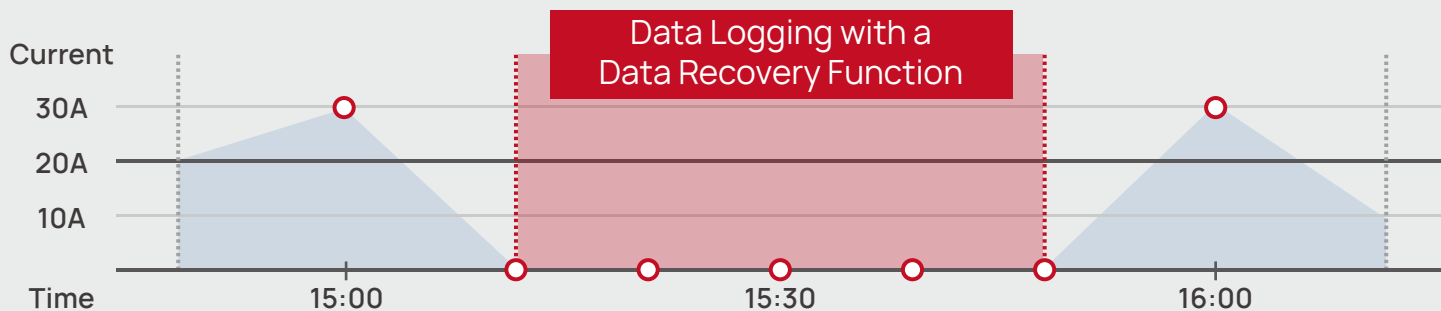 Data Logging with a
Data Recovery Function
Current
30A
20A
10A
Time
15:00
15:30
16:00